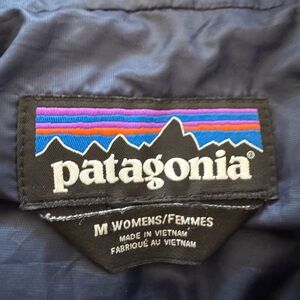 patagonia®
M WOMENS/FEMMES
MADE IN VIETNAM
FABRIQUÉ AU VIETNAM